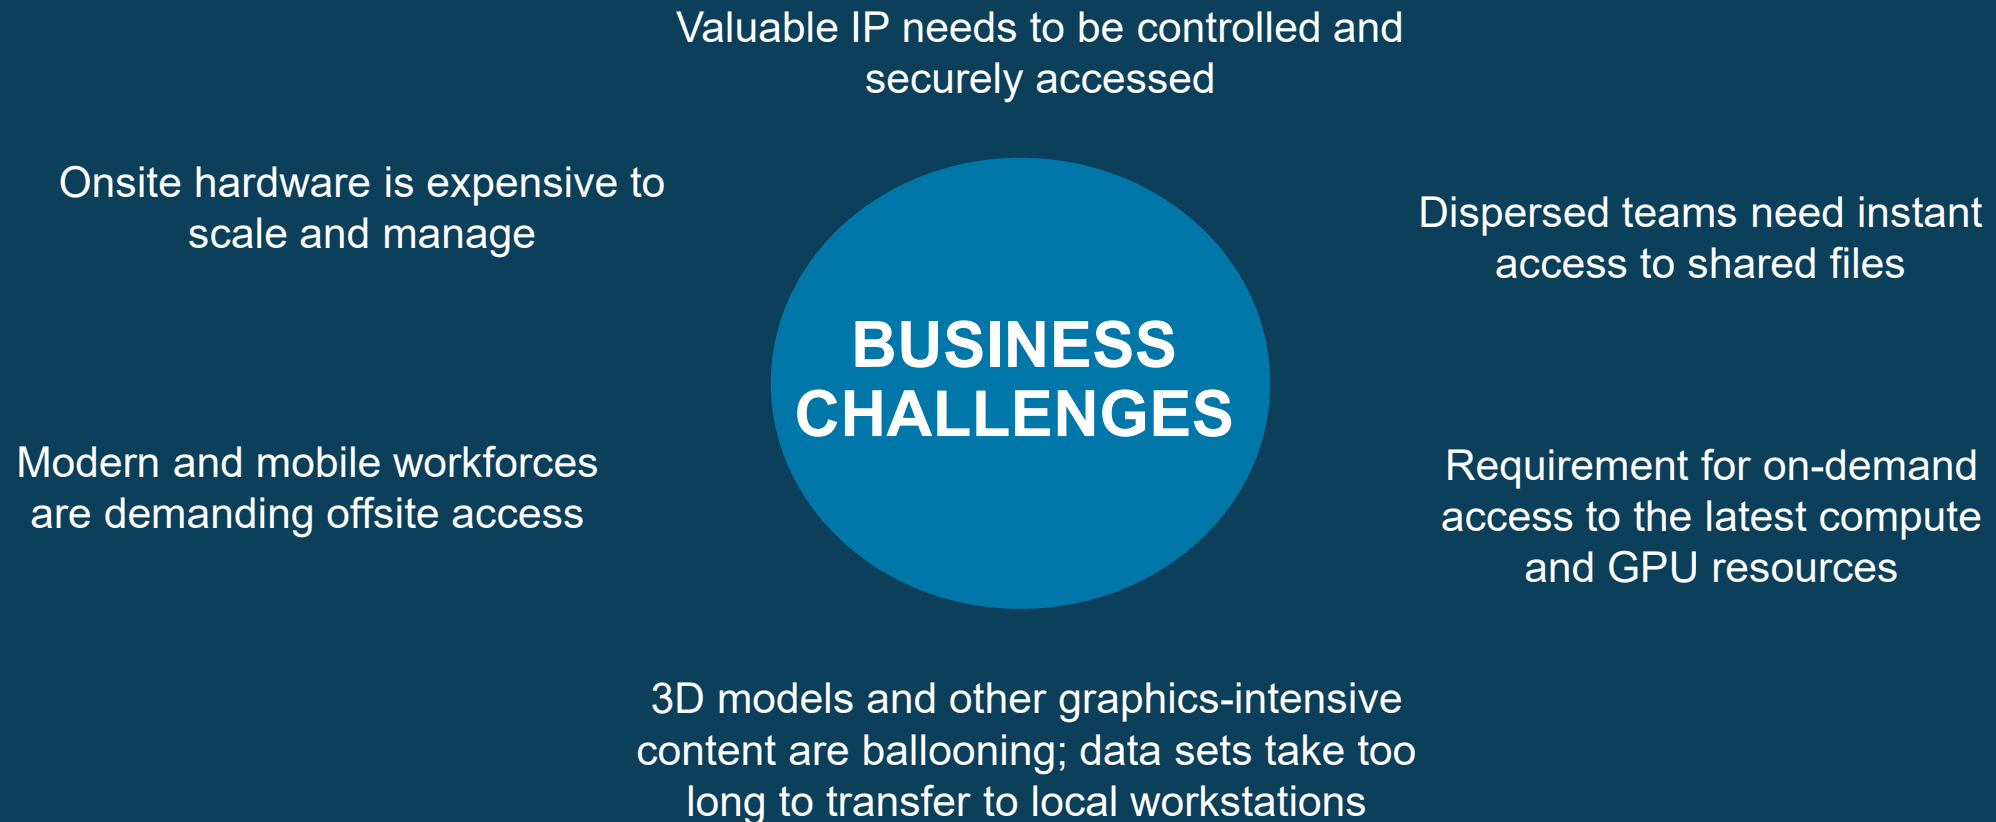 Valuable IP needs to be controlled and
securely accessed
Onsite hardware is expensive to
scale and manage
Dispersed teams need instant
access to shared files
BUSINESS
CHALLENGES
Modern and mobile workforces
are demanding offsite access
Requirement for on-demand
access to the latest compute
and GPU resources
3D models and other graphics-intensive
content are ballooning; data sets take too
long to transfer to local workstations